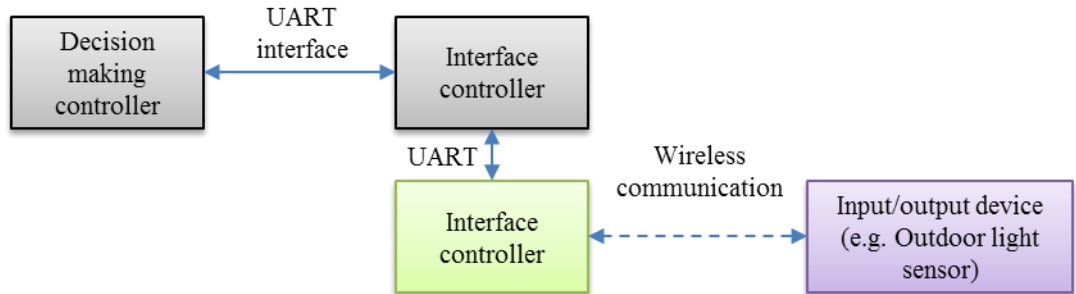 UART
interface
Decision
making
controller
Interface
controller
UART
Wireless
communication
Interface
controller
Input/output device
(e.g. Outdoor light
sensor)